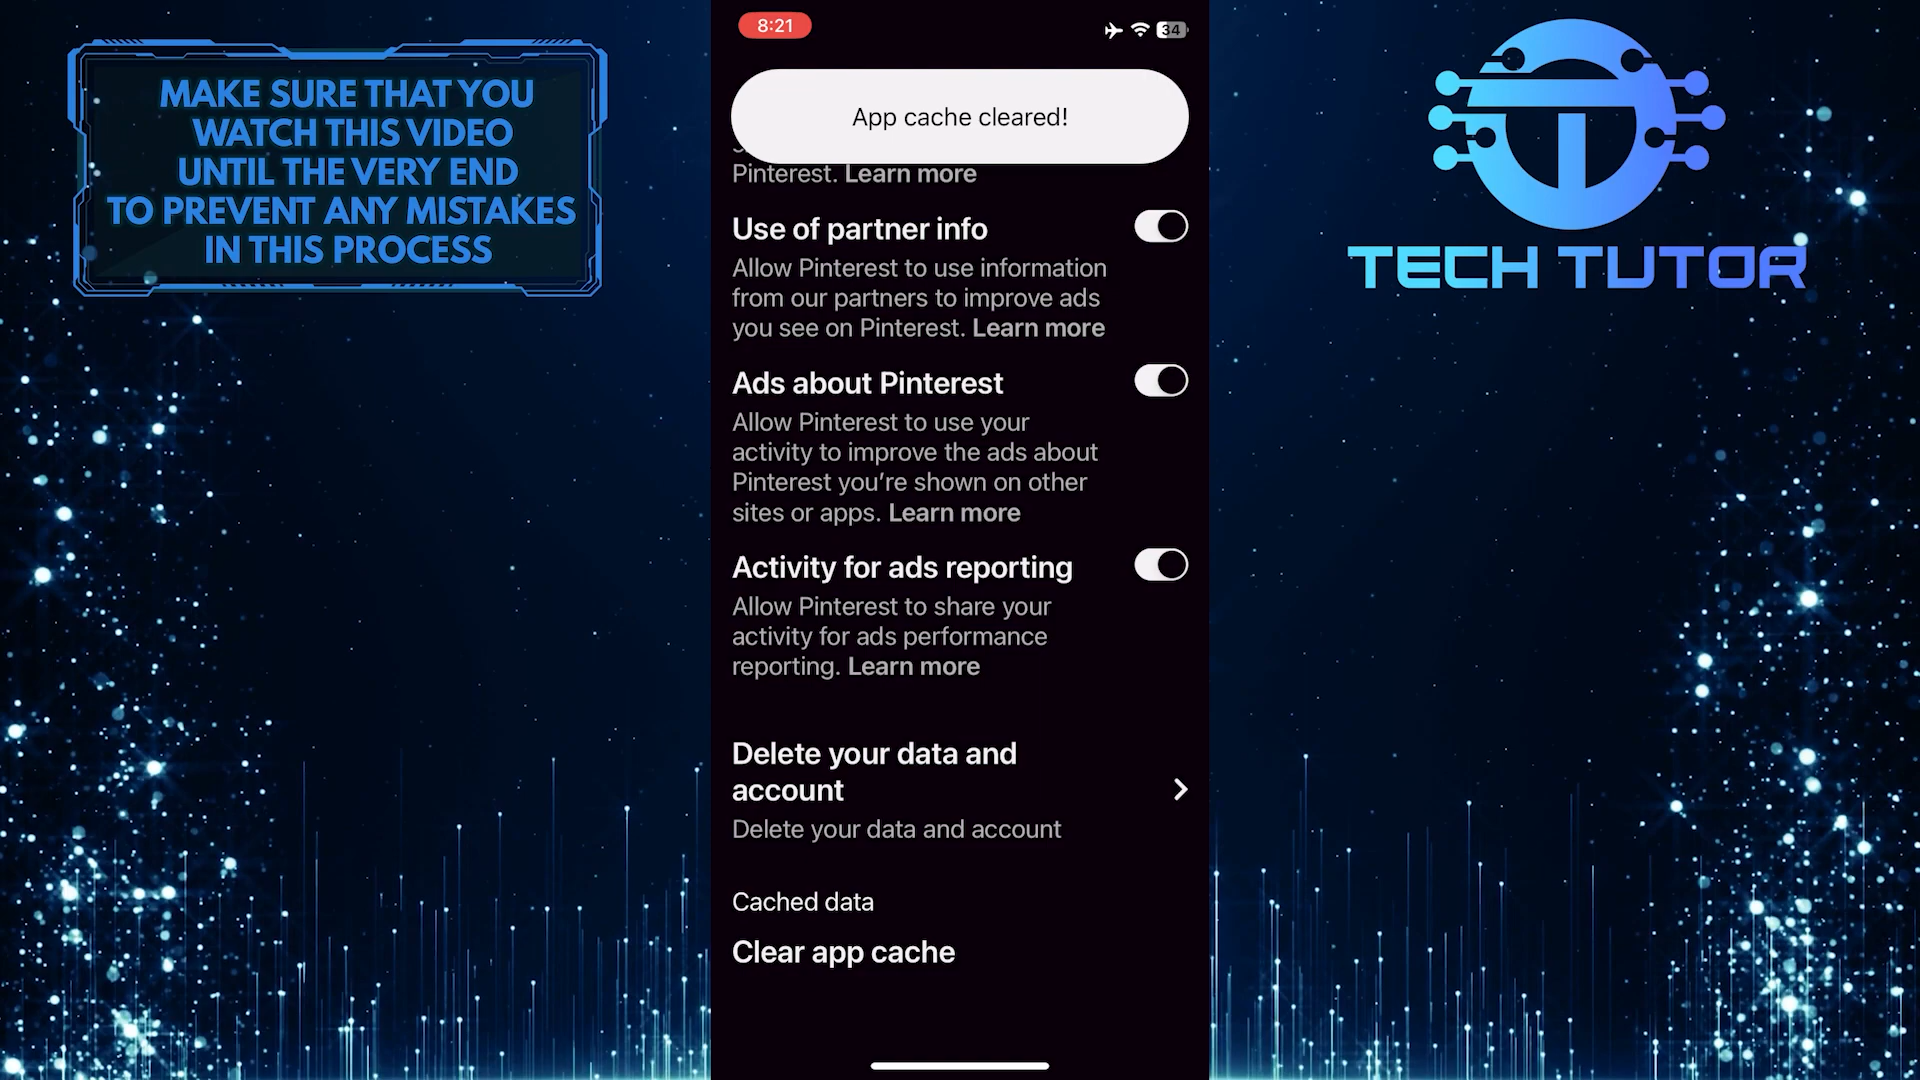 MAKE SURE THAT YOU
WATCH THIS VIDEO
UNTIL THE VERY END
TO PREVENT ANY MISTAKES
IN THIS PROCESS
8:21
34
App cache cleared!
Pinterest. Learn more
Use of partner info
Allow Pinterest to use information
from our partners to improve ads
you see on Pinterest. Learn more
Ads about Pinterest
Allow Pinterest to use your
activity to improve the ads about
Pinterest you’re shown on other
sites or apps. Learn more
Activity for ads reporting
Allow Pinterest to share your
activity for ads performance
reporting. Learn more
Delete your data and
account
Delete your data and account
Cached data
Clear app cache
TECH TUTOR